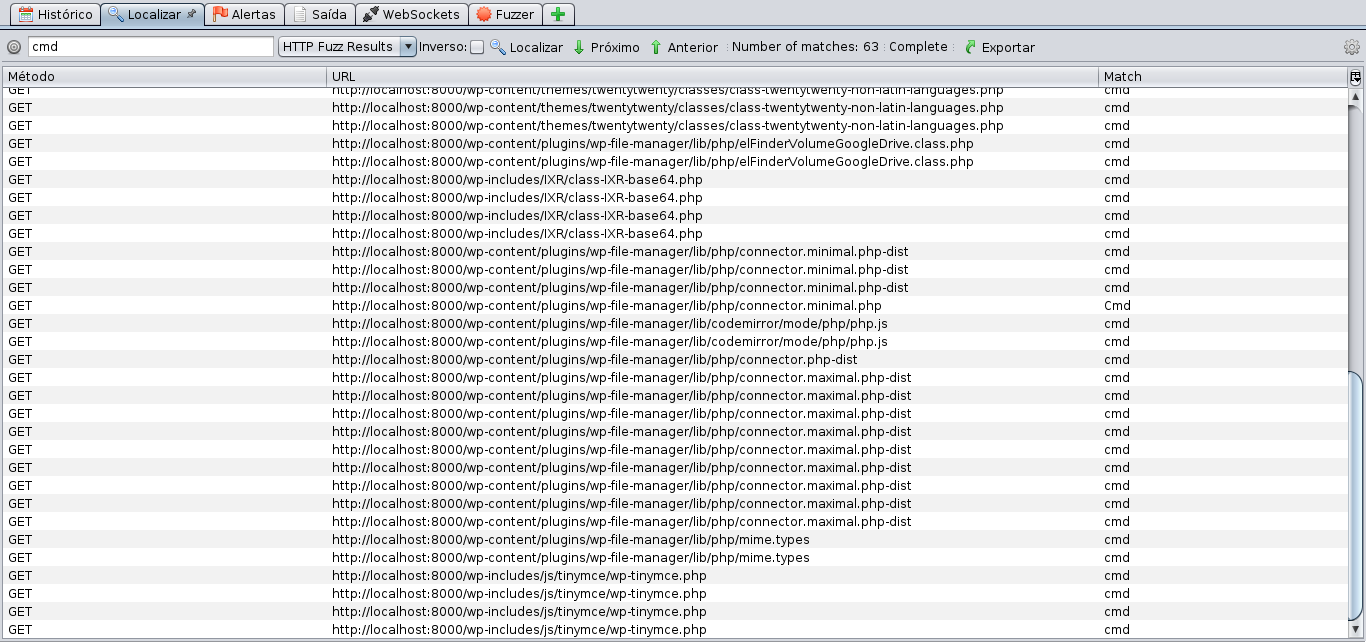 Histórico Localizar Alertas Saída WebSockets Fuzzer
cmd HTTP Fuzz Results Inverso: Localizar Próximo Anterior Number of matches: 63 Complete Exportar
Método URL Match
GET http://localhost:8000/wp-content/themes/twentytwenty/classes/class-twentytwenty-non-latin-languages.php cmd
GET http://localhost:8000/wp-content/themes/twentytwenty/classes/class-twentytwenty-non-latin-languages.php cmd
GET http://localhost:8000/wp-content/themes/twentytwenty/classes/class-twentytwenty-non-latin-languages.php cmd
GET http://localhost:8000/wp-content/plugins/wp-file-manager/lib/php/elFinderVolumeGoogleDrive.class.php cmd
GET http://localhost:8000/wp-content/plugins/wp-file-manager/lib/php/elFinderVolumeGoogleDrive.class.php cmd
GET http://localhost:8000/wp-includes/IXR/class-IXR-base64.php cmd
GET http://localhost:8000/wp-includes/IXR/class-IXR-base64.php cmd
GET http://localhost:8000/wp-includes/IXR/class-IXR-base64.php cmd
GET http://localhost:8000/wp-includes/IXR/class-IXR-base64.php cmd
GET http://localhost:8000/wp-content/plugins/wp-file-manager/lib/php/connector.minimal.php-dist cmd
GET http://localhost:8000/wp-content/plugins/wp-file-manager/lib/php/connector.minimal.php-dist cmd
GET http://localhost:8000/wp-content/plugins/wp-file-manager/lib/php/connector.minimal.php-dist cmd
GET http://localhost:8000/wp-content/plugins/wp-file-manager/lib/php/connector.minimal.php Cmd
GET http://localhost:8000/wp-content/plugins/wp-file-manager/lib/codemirror/mode/php/php.js cmd
GET http://localhost:8000/wp-content/plugins/wp-file-manager/lib/codemirror/mode/php/php.js cmd
GET http://localhost:8000/wp-content/plugins/wp-file-manager/lib/php/connector.php-dist cmd
GET http://localhost:8000/wp-content/plugins/wp-file-manager/lib/php/connector.maximal.php-dist cmd
GET http://localhost:8000/wp-content/plugins/wp-file-manager/lib/php/connector.maximal.php-dist cmd
GET http://localhost:8000/wp-content/plugins/wp-file-manager/lib/php/connector.maximal.php-dist cmd
GET http://localhost:8000/wp-content/plugins/wp-file-manager/lib/php/connector.maximal.php-dist cmd
GET http://localhost:8000/wp-content/plugins/wp-file-manager/lib/php/connector.maximal.php-dist cmd
GET http://localhost:8000/wp-content/plugins/wp-file-manager/lib/php/connector.maximal.php-dist cmd
GET http://localhost:8000/wp-content/plugins/wp-file-manager/lib/php/connector.maximal.php-dist cmd
GET http://localhost:8000/wp-content/plugins/wp-file-manager/lib/php/connector.maximal.php-dist cmd
GET http://localhost:8000/wp-content/plugins/wp-file-manager/lib/php/connector.maximal.php-dist cmd
GET http://localhost:8000/wp-content/plugins/wp-file-manager/lib/php/mime.types cmd
GET http://localhost:8000/wp-content/plugins/wp-file-manager/lib/php/mime.types cmd
GET http://localhost:8000/wp-includes/js/tinymce/wp-tinymce.php cmd
GET http://localhost:8000/wp-includes/js/tinymce/wp-tinymce.php cmd
GET http://localhost:8000/wp-includes/js/tinymce/wp-tinymce.php cmd
GET http://localhost:8000/wp-includes/js/tinymce/wp-tinymce.php cmd